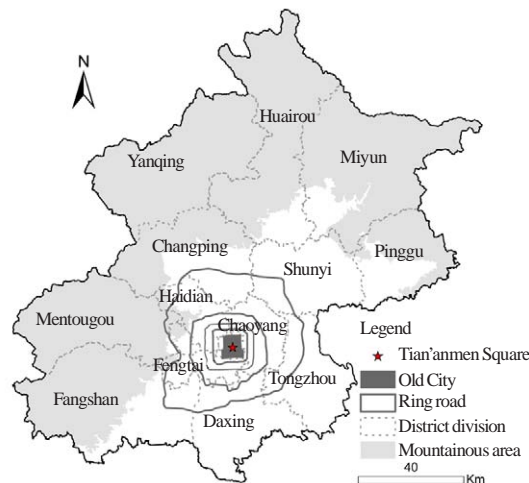 N
Huairou
Yanqing
Miyun
Changping
Pinggu
Shunyi
Haidian
Mentougou
Chaoyang
Fengtai
Tongzhou
Fangshan
Daxing
Legend
Tian'anmen Square
Old City
Ring road
District division
Mountainous area
40
Km